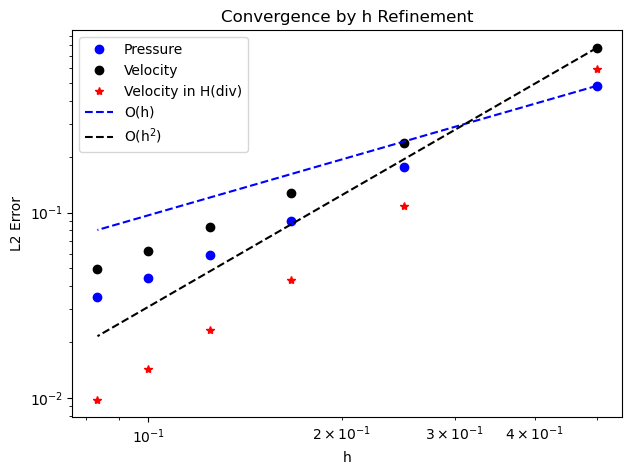 Convergence by h Refinement
Pressure
Velocity
Velocity in H(div)
O(h)
O(h²)
L2 Error
10⁻¹
10⁻²
10⁻¹
2 × 10⁻¹
3 × 10⁻¹
4 × 10⁻¹
h